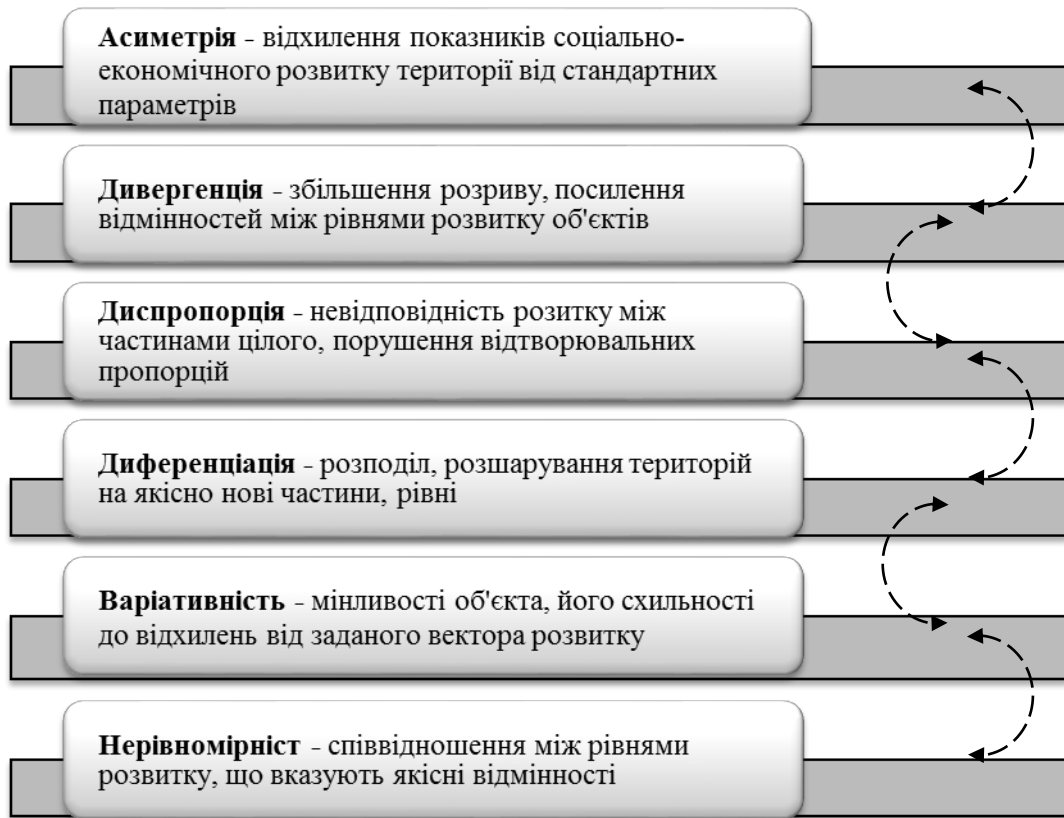 Асиметрія - відхилення показників соціально-
економічного розвитку території від стандартних
параметрів
Дивергенція - збільшення розриву, посилення
відмінностей між рівнями розвитку об'єктів
Диспропорція - невідповідність розитку між
частинами цілого, порушення відтворювальних
пропорцій
Диференціація - розподіл, розшарування територій
на якісно нові частини, рівні
Варіативність - мінливості об'єкта, його схильності
до відхилень від заданого вектора розвитку
Нерівномірніст - співвідношення між рівнями
розвитку, що вказують якісні відмінності